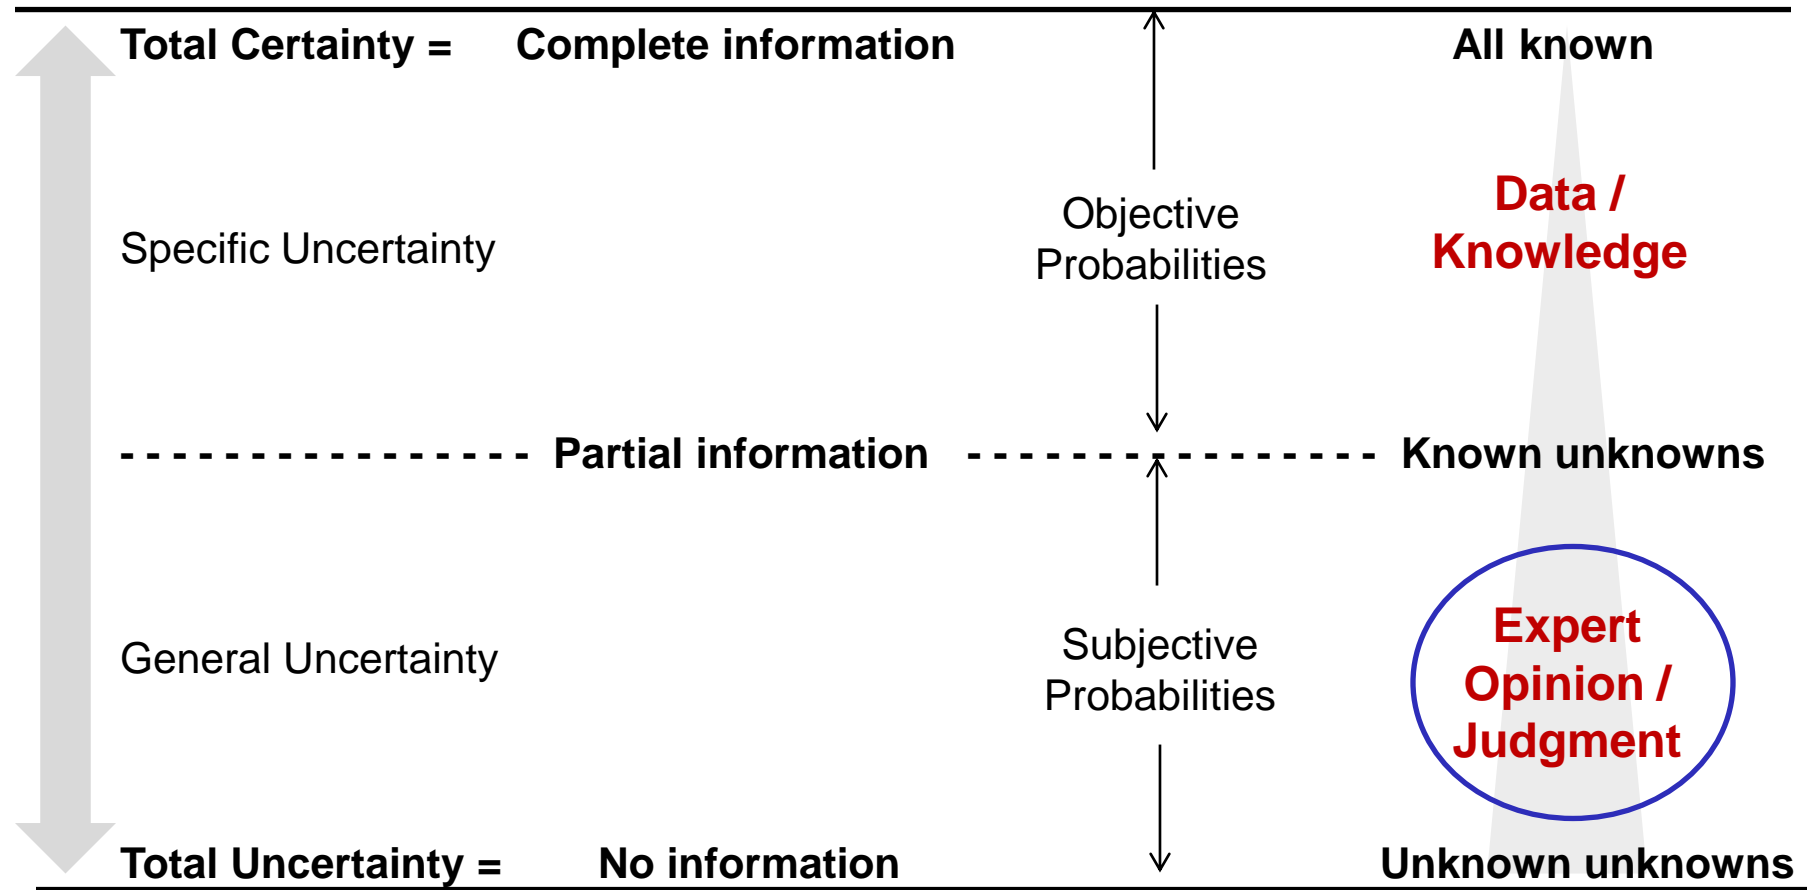 Total Certainty = Complete information All known
Objective
Probabilities
Data /
Knowledge
Specific Uncertainty
- - - - - - - - - - - - - - - - Partial information - - - - - - - - - - - - - - - - Known unknowns
General Uncertainty
Subjective
Probabilities
Expert
Opinion /
Judgment
Total Uncertainty = No information Unknown unknowns